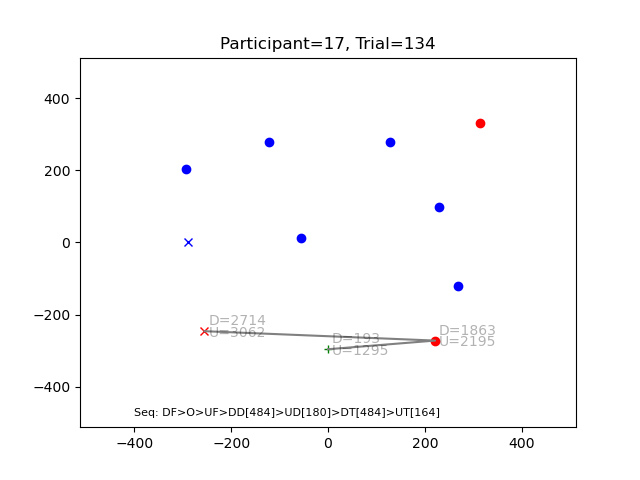 Participant=17, Trial=134
400
200
0
−200
−400
D=2714
U=3062
D=193
U=1295
D=1863
U=2195
Seq: DF>O>UF>DD[484]>UD[180]>DT[484]>UT[164]
−400 −200 0 200 400